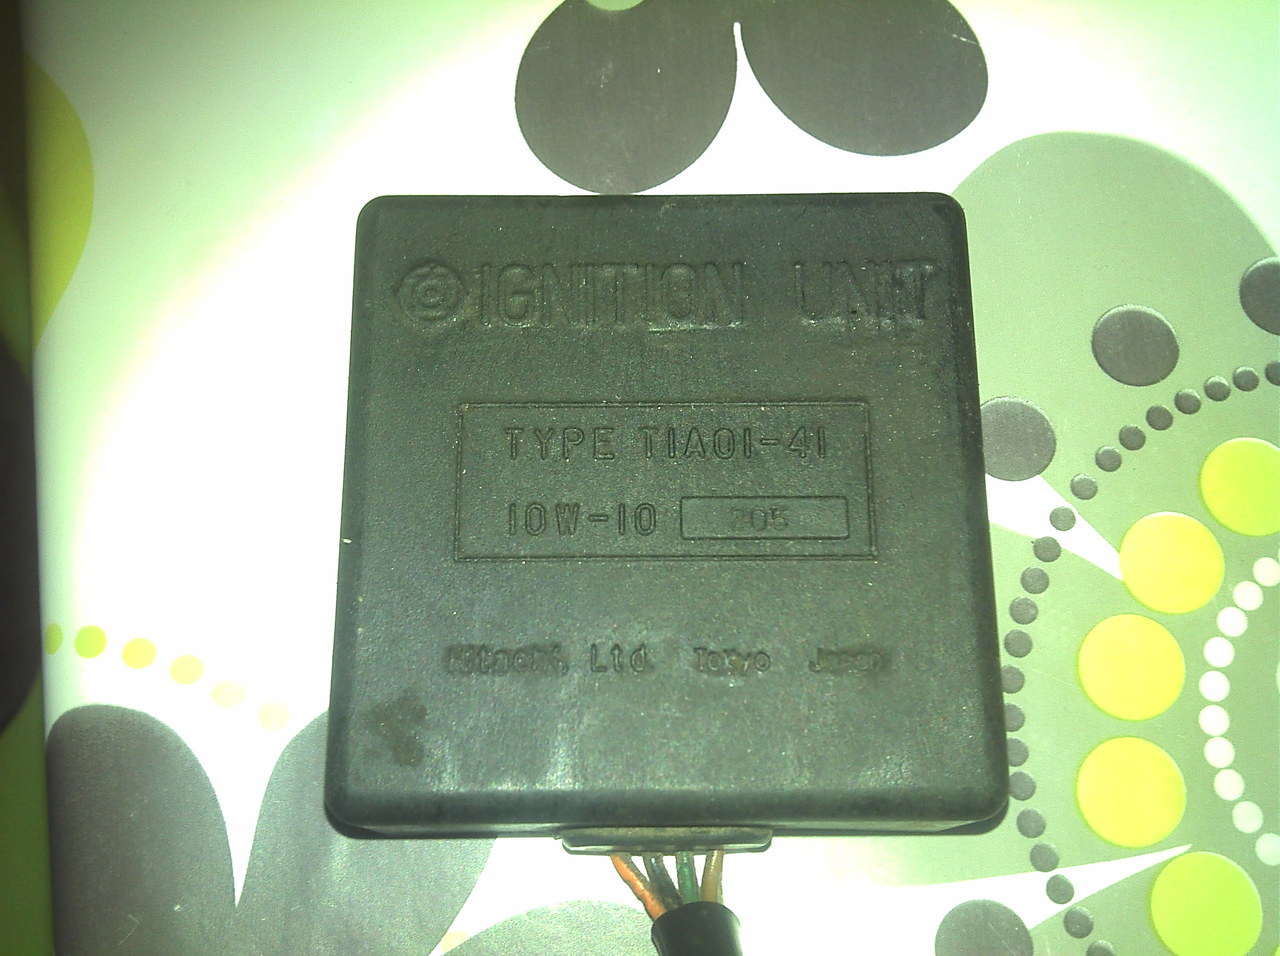 IGNITION UNIT
TYPE TIA01-41
10W-10 205
Hitachi, Ltd. Tokyo Japan